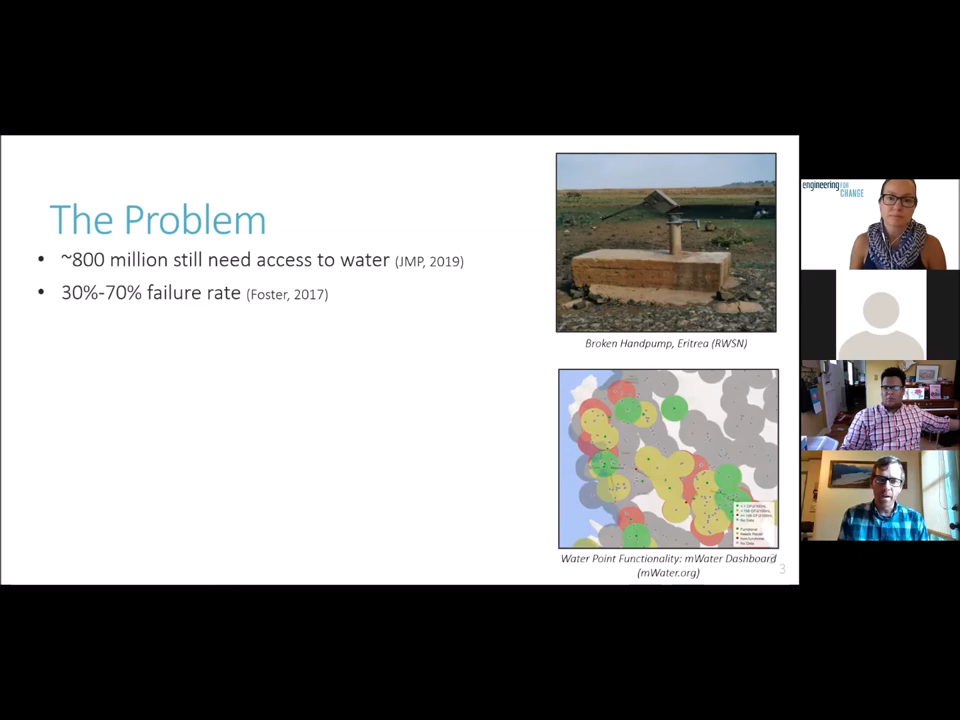 The Problem
• ~800 million still need access to water (JMP, 2019)
• 30%-70% failure rate (Foster, 2017)
Broken Handpump, Eritrea (RWSN)
Water Point Functionality: mWater Dashboard
(mWater.org)
3
engineering FOR
CHANGE